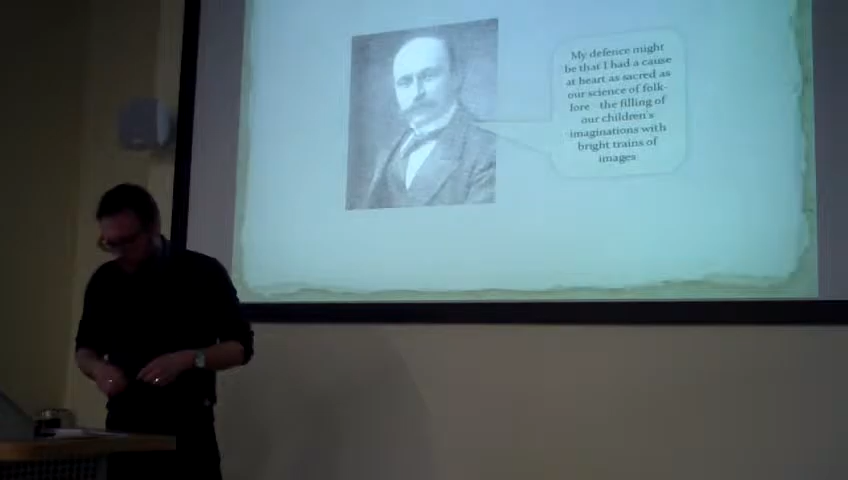 My defence might
be that I had a cause
at heart as sacred as
our science of folk-
lore - the filling of
our children's
imaginations with
bright trains of
images